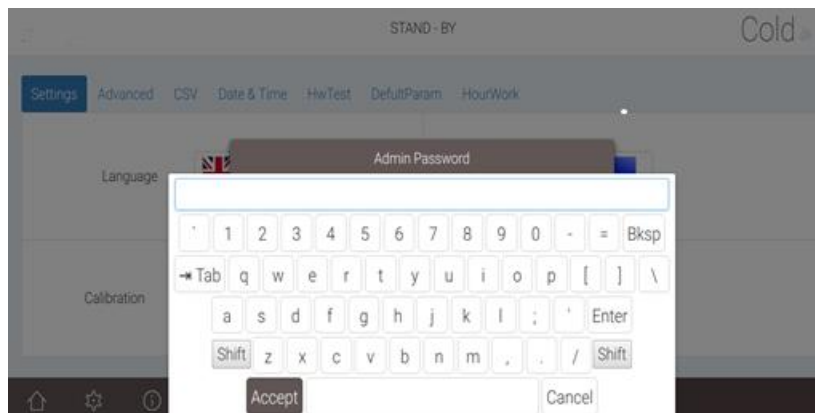 STAND - BY
Cold
Settings Advanced CSV Date & Time HwTest DefultParam HourWork
Admin Password
Language
` 1 2 3 4 5 6 7 8 9 0 - = Bksp
Tab q w e r t y u i o p [ ] \
Calibration
a s d f g h j k l ; ' Enter
Shift z x c v b n m , . / Shift
Accept Cancel